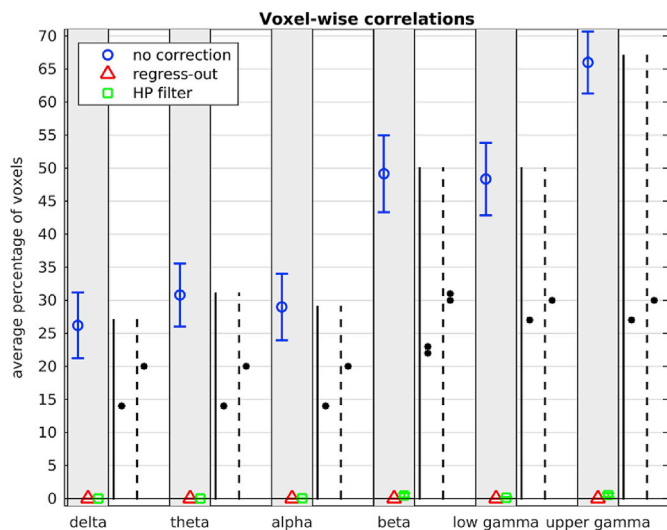 Voxel-wise correlations
no correction
regress-out
HP filter
average percentage of voxels
70
65
60
55
50
45
40
35
30
25
20
15
10
5
0
delta theta alpha beta low gamma upper gamma